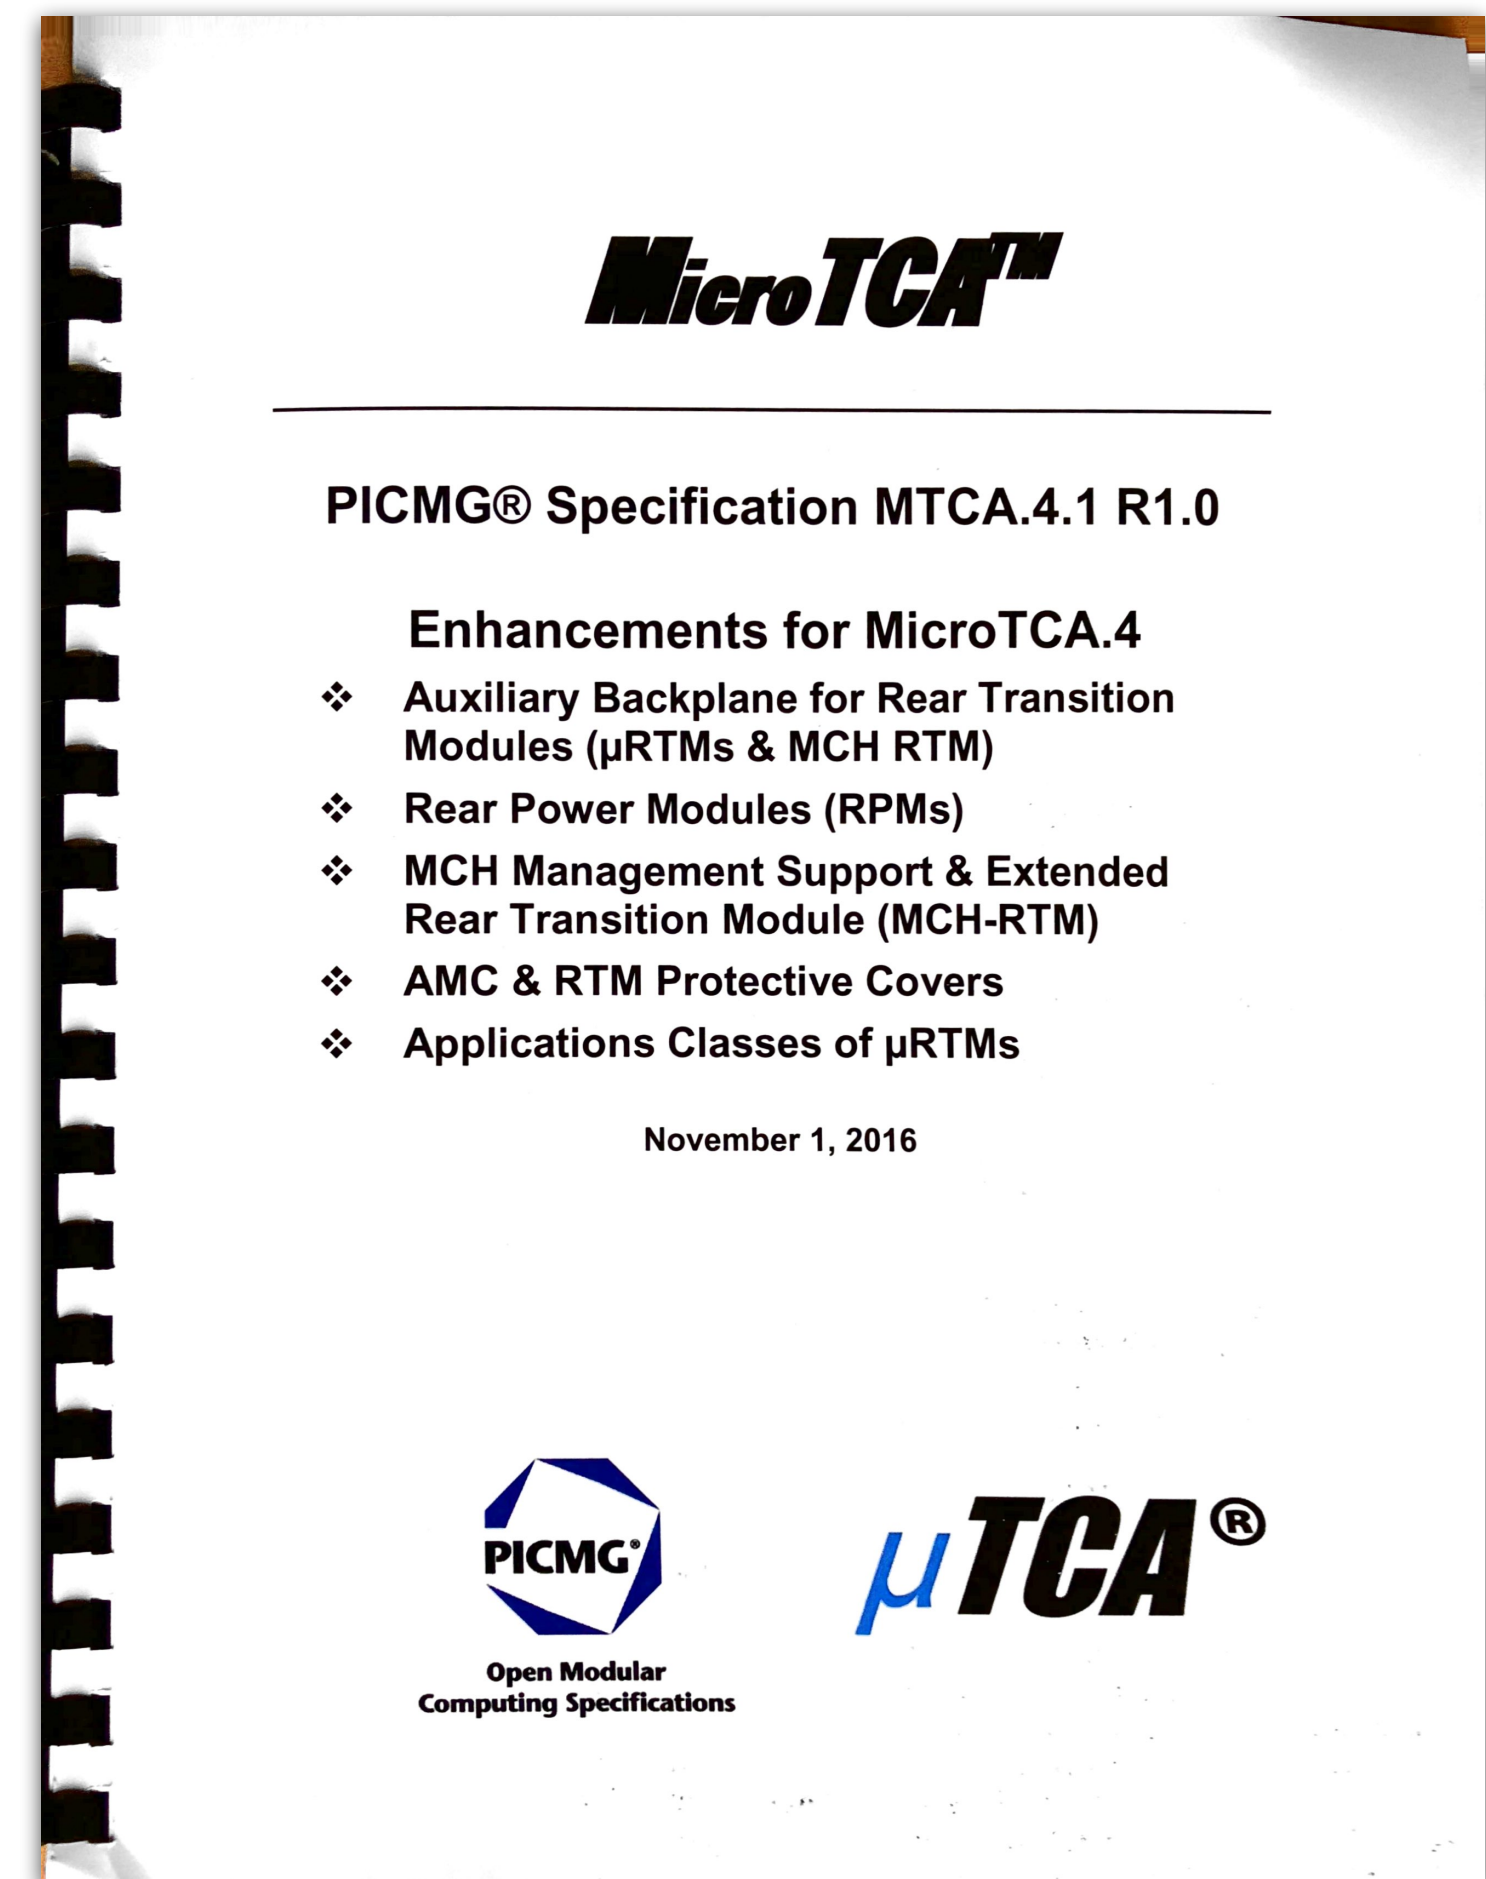 MicroTCA™
PICMG® Specification MTCA.4.1 R1.0
Enhancements for MicroTCA.4
❖ Auxiliary Backplane for Rear Transition
Modules (µRTMs & MCH RTM)
❖ Rear Power Modules (RPMs)
❖ MCH Management Support & Extended
Rear Transition Module (MCH-RTM)
❖ AMC & RTM Protective Covers
❖ Applications Classes of µRTMs
November 1, 2016
PICMG®
Open Modular
Computing Specifications
µTCA®